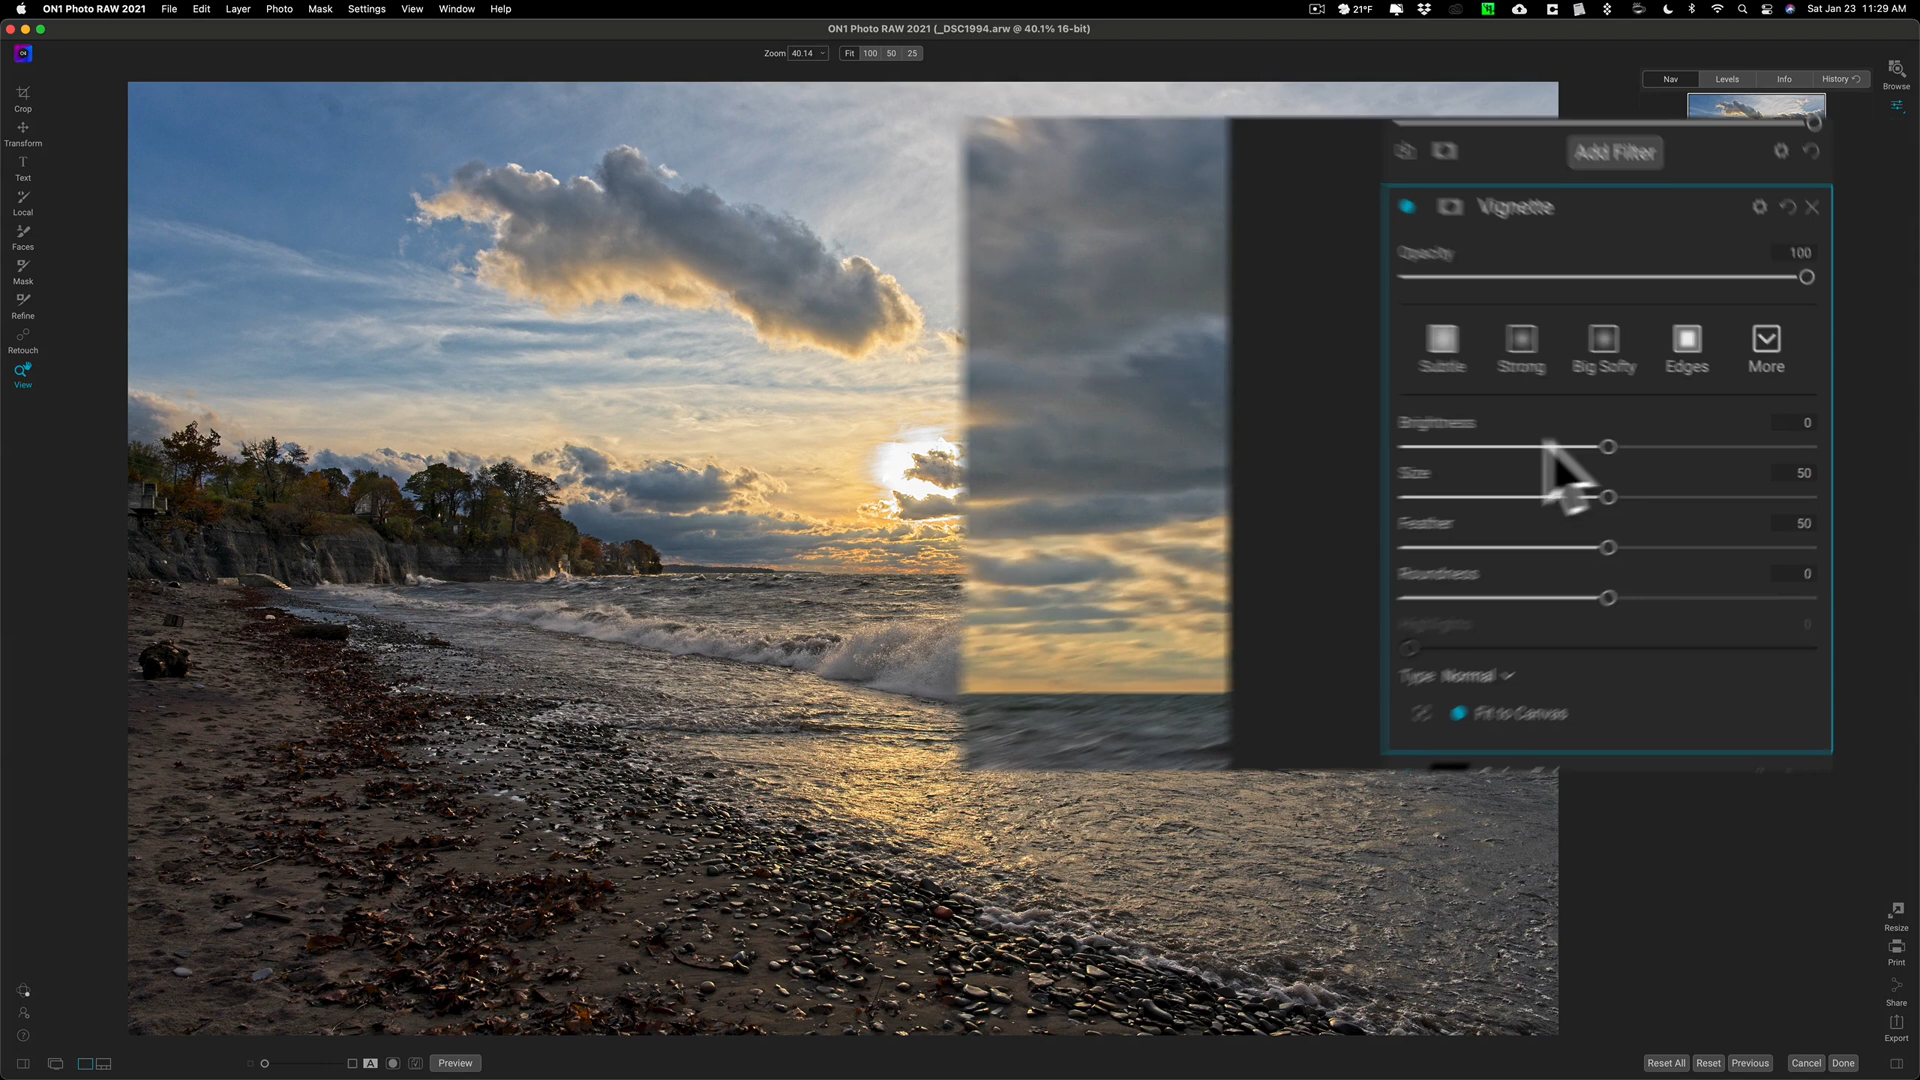 ON1 Photo RAW 2021 File Edit Layer Photo Mask Settings View Window Help 21°F Sat Jan 23 11:29 AM
ON1 Photo RAW 2021 (_DSC1994.arw @ 40.1% 16-bit)
Zoom 40.14 Fit 100 50 25
Nav Levels Info History
Browse
Crop
Transform
Text
Local
Faces
Mask
Refine
Retouch
View
Add Filter
Vignette
Opacity 100
Subtle Strong Big Softy Edges More
Brightness 0
Size 50
Feather 50
Roundness 0
Highlights 0
Type Normal
Fit to Canvas
Resize
Print
Share
Export
A Preview Reset All Reset Previous Cancel Done